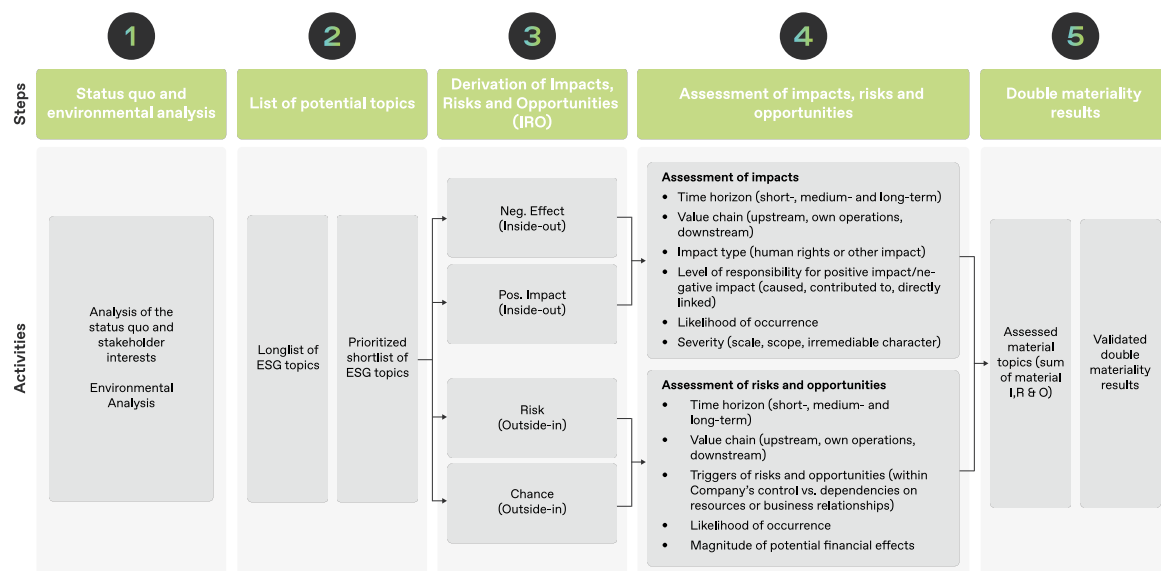 1
2
3
4
5
Steps
Status quo and
environmental analysis
List of potential topics
Derivation of Impacts,
Risks and Opportunities
(IRO)
Assessment of impacts, risks and
opportunities
Double materiality
results
Activities
Analysis of the
status quo and
stakeholder
interests
Environmental
Analysis
Longlist of
ESG topics
Prioritized
shortlist of
ESG topics
Neg. Effect
(Inside-out)
Pos. Impact
(Inside-out)
Risk
(Outside-in)
Chance
(Outside-in)
Assessment of impacts
• Time horizon (short-, medium- and long-term)
• Value chain (upstream, own operations,
downstream)
• Impact type (human rights or other impact)
• Level of responsibility for positive impact/ne-
gative impact (caused, contributed to, directly
linked)
• Likelihood of occurrence
• Severity (scale, scope, irremediable character)
Assessment of risks and opportunities
• Time horizon (short-, medium- and
long-term)
• Value chain (upstream, own operations,
downstream)
• Triggers of risks and opportunities (within
Company's control vs. dependencies on
resources or business relationships)
• Likelihood of occurrence
• Magnitude of potential financial effects
Assessed
material
topics (sum
of material
I,R & O)
Validated
double
materiality
results